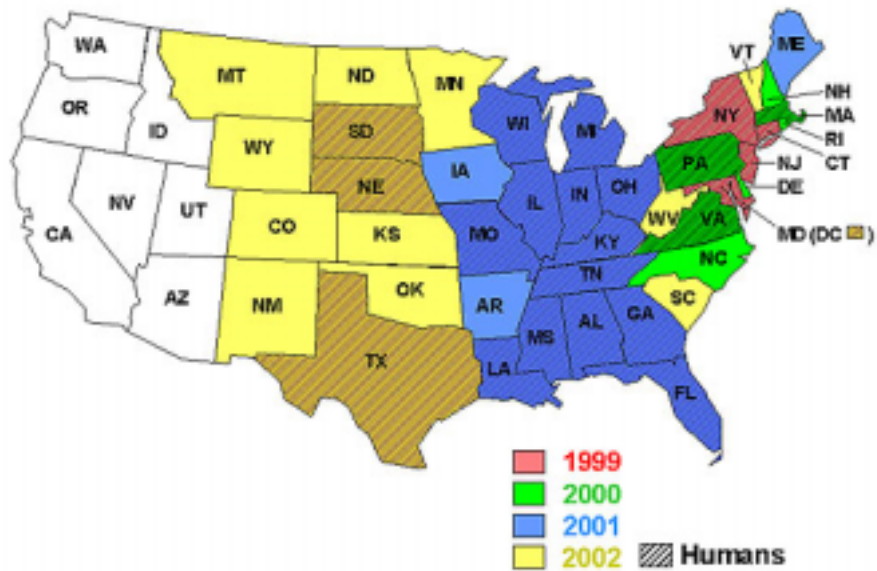 WA
MT
ND
MN
VT
ME
NH
MA
RI
CT
NJ
DE
MD (DC )
OR
ID
WY
SD
WI
MI
NY
PA
NE
IA
CA
NV
UT
CO
KS
MO
IL
IN
OH
WV
VA
KY
NC
TN
SC
AZ
NM
OK
AR
TX
LA
MS
AL
GA
FL
1999
2000
2001
2002
Humans